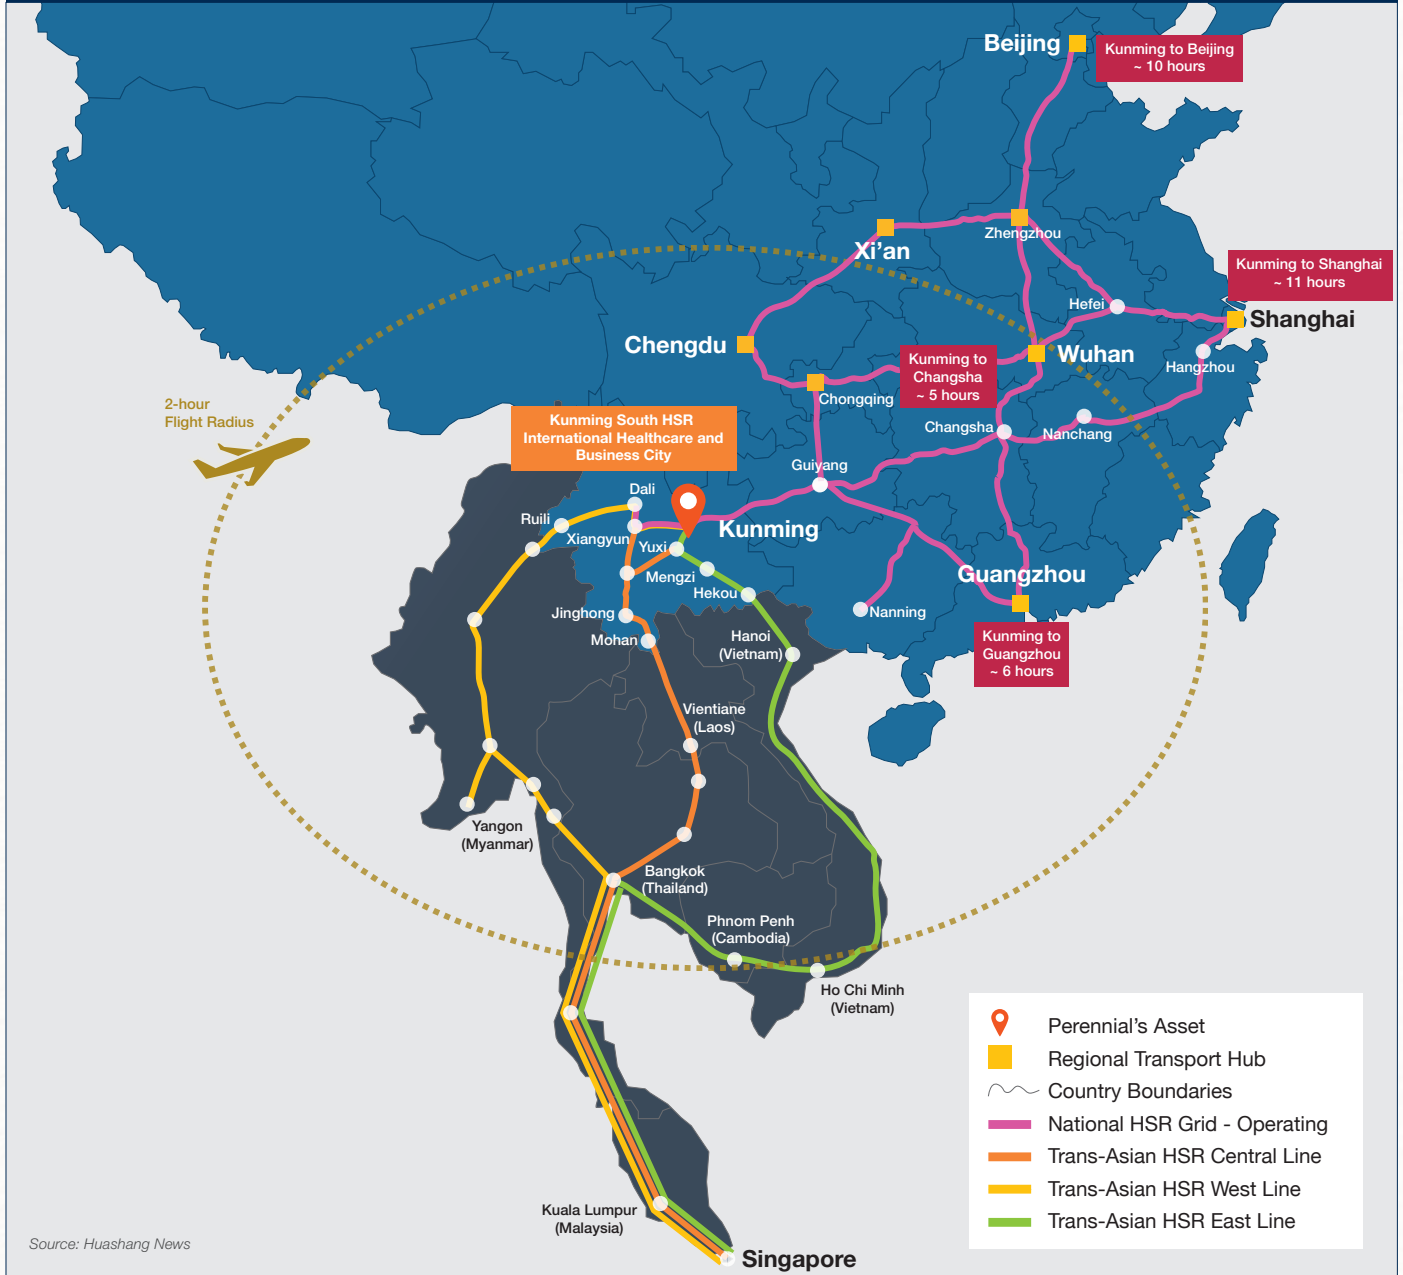 Beijing
Kunming to Beijing
~ 10 hours
Zhengzhou
Xi’an
Kunming to Shanghai
~ 11 hours
Hefei
Shanghai
Chengdu
Wuhan
Kunming to
Changsha
~ 5 hours
Hangzhou
Chongqing
2-hour
Flight Radius
Kunming South HSR
International Healthcare and
Business City
Changsha
Nanchang
Guiyang
Dali
Ruili
Xiangyun
Kunming
Yuxi
Mengzi
Hekou
Guangzhou
Jinghong
Nanning
Mohan
Hanoi
(Vietnam)
Kunming to
Guangzhou
~ 6 hours
Vientiane
(Laos)
Yangon
(Myanmar)
Bangkok
(Thailand)
Phnom Penh
(Cambodia)
Ho Chi Minh
(Vietnam)
Perennial’s Asset
Regional Transport Hub
Country Boundaries
National HSR Grid - Operating
Trans-Asian HSR Central Line
Trans-Asian HSR West Line
Trans-Asian HSR East Line
Kuala Lumpur
(Malaysia)
Source: Huashang News
Singapore